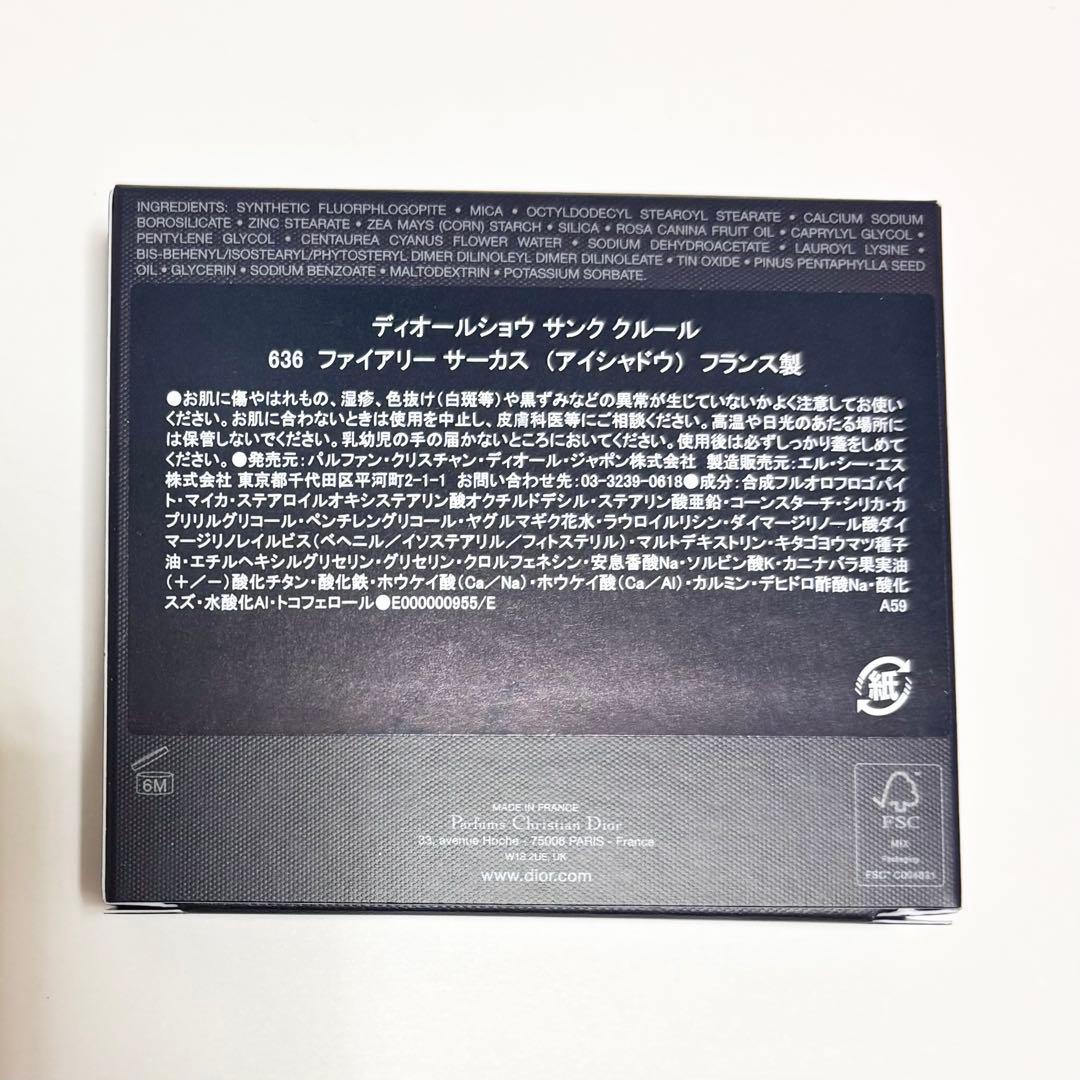 INGREDIENTS: SYNTHETIC FLUORPHLOGOPITE • MICA • OCTYLDODECYL STEAROYL STEARATE • CALCIUM SODIUM
BOROSILICATE • ZINC STEARATE • ZEA MAYS (CORN) STARCH • SILICA • ROSA CANINA FRUIT OIL • CAPRYLYL GLYCOL •
PENTYLENE GLYCOL • CENTAUREA CYANUS FLOWER WATER • SODIUM DEHYDROACETATE • LAUROYL LYSINE •
BIS-BEHENYL/ISOSTEARYL/PHYTOSTERYL DIMER DILINOLEYL DIMER DILINOLEATE • TIN OXIDE • PINUS PENTAPHYLLA SEED
OIL • GLYCERIN • SODIUM BENZOATE • MALTODEXTRIN • POTASSIUM SORBATE.
ディオールショウ サンク クルール
636 ファイアリー サーカス （アイシャドウ） フランス製
●お肌に傷やはれもの、湿疹、色抜け（白斑等）や黒ずみなどの異常が生じていないかよく注意してお使い
ください。お肌に合わないときは使用を中止し、皮膚科医等にご相談ください。高温や日光のあたる場所に
は保管しないでください。乳幼児の手の届かないところにおいてください。使用後は必ずしっかり蓋をしめて
ください。●発売元：パルファン・クリスチャン・ディオール・ジャポン株式会社 製造販売元：エル・シー・エス
株式会社 東京都千代田区平河町2-1-1 お問い合わせ先：03-3239-0618●成分：合成フルオロフロゴパイ
ト・マイカ・ステアロイルオキシステアリン酸オクチルドデシル・ステアリン酸亜鉛・コーンスターチ・シリカ・カ
プリリルグリコール・ペンチレングリコール・ヤグルマギク花水・ラウロイルリシン・ダイマージリノール酸ダイ
マージリノレイルビス（ベヘニル／イソステアリル／フィトステリル）・マルトデキストリン・キタゴヨウマツ種子
油・エチルヘキシルグリセリン・グリセリン・クロルフェネシン・安息香酸Na・ソルビン酸K・カニナバラ果実油
（＋／－）酸化チタン・酸化鉄・ホウケイ酸（Ca／Na）・ホウケイ酸（Ca／Al）・カルミン・デヒドロ酢酸Na・酸化
スズ・水酸化Al・トコフェロール●E000000955/E A59
紙
6M
MADE IN FRANCE
Parfums Christian Dior
33, avenue Hoche - 75008 PARIS - France
W1S 2UE, UK
www.dior.com
FSC
MIX
Packaging
FSC® C004631